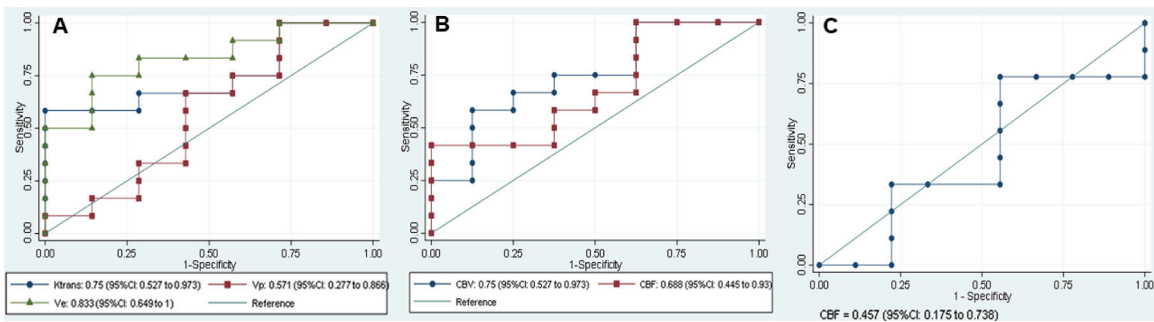 A
Sensitivity
0.00 0.25 0.50 0.75 1.00
0.00 0.25 0.50 0.75 1.00
1-Specificity
Ktrans: 0.75 (95%CI: 0.527 to 0.973)
Vp: 0.571 (95%CI: 0.277 to 0.866)
Ve: 0.833 (95%CI: 0.649 to 1)
Reference
B
Sensitivity
0.00 0.25 0.50 0.75 1.00
0.00 0.25 0.50 0.75 1.00
1-Specificity
CBV: 0.75 (95%CI: 0.527 to 0.973)
CBF: 0.688 (95%CI: 0.445 to 0.93)
Reference
C
Sensitivity
0.00 0.25 0.50 0.75 1.00
0.00 0.25 0.50 0.75 1.00
1 - Specificity
CBF = 0.457 (95%CI: 0.175 to 0.738)